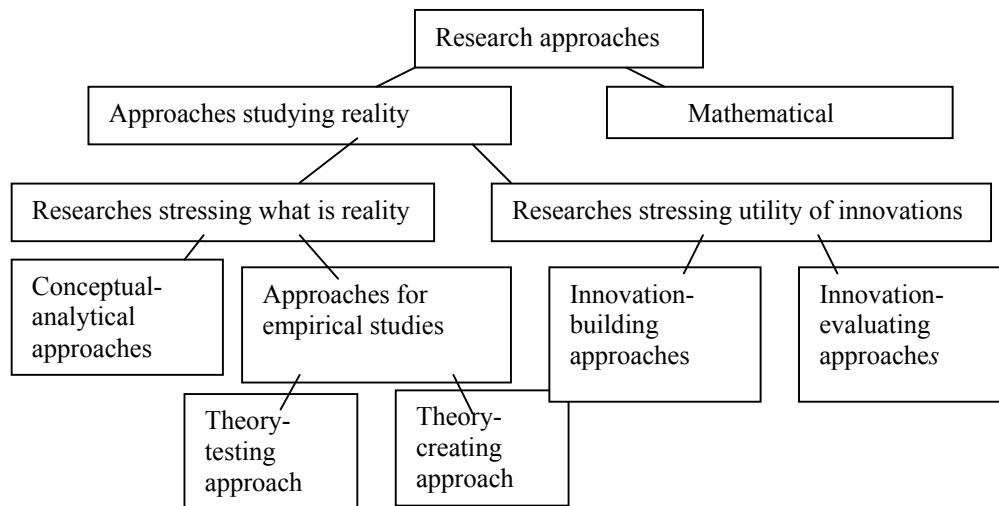 Research approaches
Approaches studying reality
Mathematical
Researches stressing what is reality
Researches stressing utility of innovations
Conceptual-
analytical
approaches
Approaches for
empirical studies
Innovation-
building
approaches
Innovation-
evaluating
approaches
Theory-
testing
approach
Theory-
creating
approach